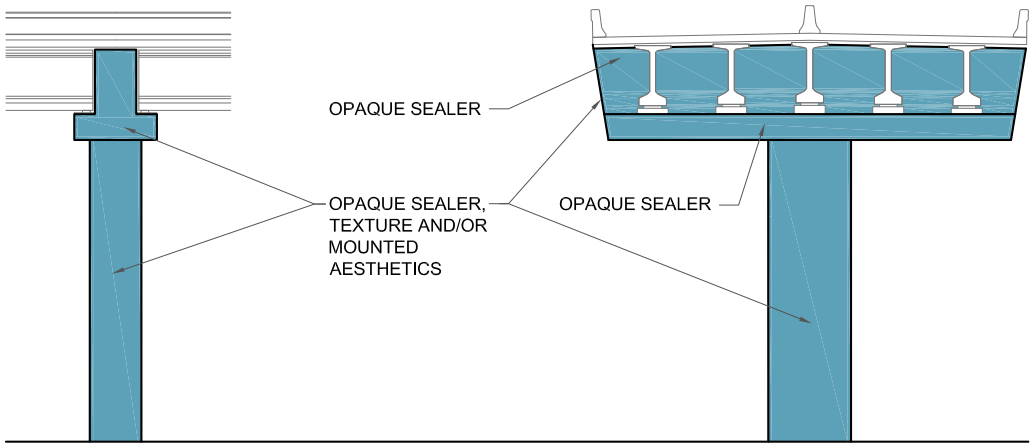 OPAQUE SEALER
OPAQUE SEALER,
TEXTURE AND/OR
MOUNTED
AESTHETICS
OPAQUE SEALER